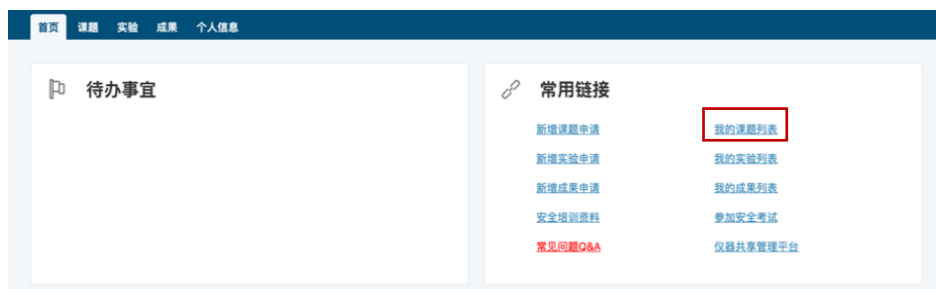 首页 课题 实验 成果 个人信息
待办事宜
常用链接
新增课题申请 我的课题列表
新增实验申请 我的实验列表
新增成果申请 我的成果列表
安全培训资料 参加安全考试
常见问题Q&A 仪器共享管理平台